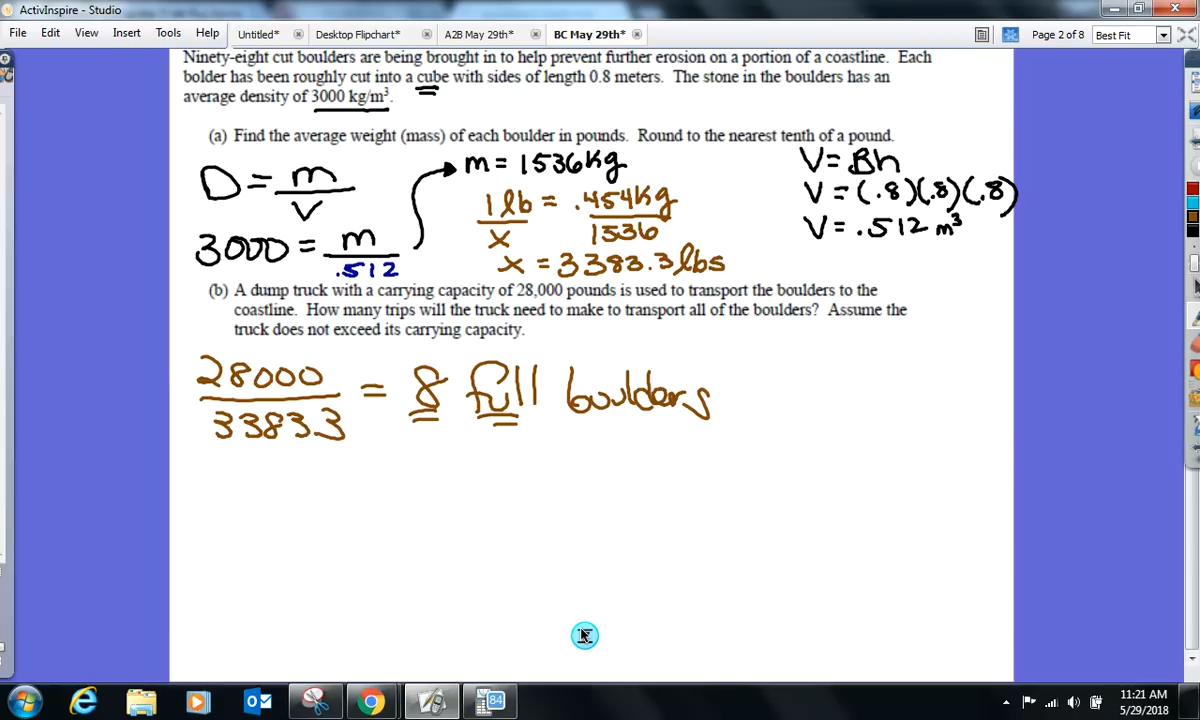 ActivInspire - Studio
File Edit View Insert Tools Help Untitled* Desktop Flipchart* A2B May 29th* BC May 29th* Page 2 of 8 Best Fit
Ninety-eight cut boulders are being brought in to help prevent further erosion on a portion of a coastline. Each
bolder has been roughly cut into a cube with sides of length 0.8 meters. The stone in the boulders has an
average density of 3000 kg/m³.
(a) Find the average weight (mass) of each boulder in pounds. Round to the nearest tenth of a pound.
D = m/V
3000 = m/.512
m = 1536 kg
1 lb/x = .454 kg/1536
x = 3383.3 lbs
V = Bh
V = (.8)(.8)(.8)
V = .512 m³
(b) A dump truck with a carrying capacity of 28,000 pounds is used to transport the boulders to the
coastline. How many trips will the truck need to make to transport all of the boulders? Assume the
truck does not exceed its carrying capacity.
28000/3383.3 = 8 full boulders
84
11:21 AM
5/29/2018